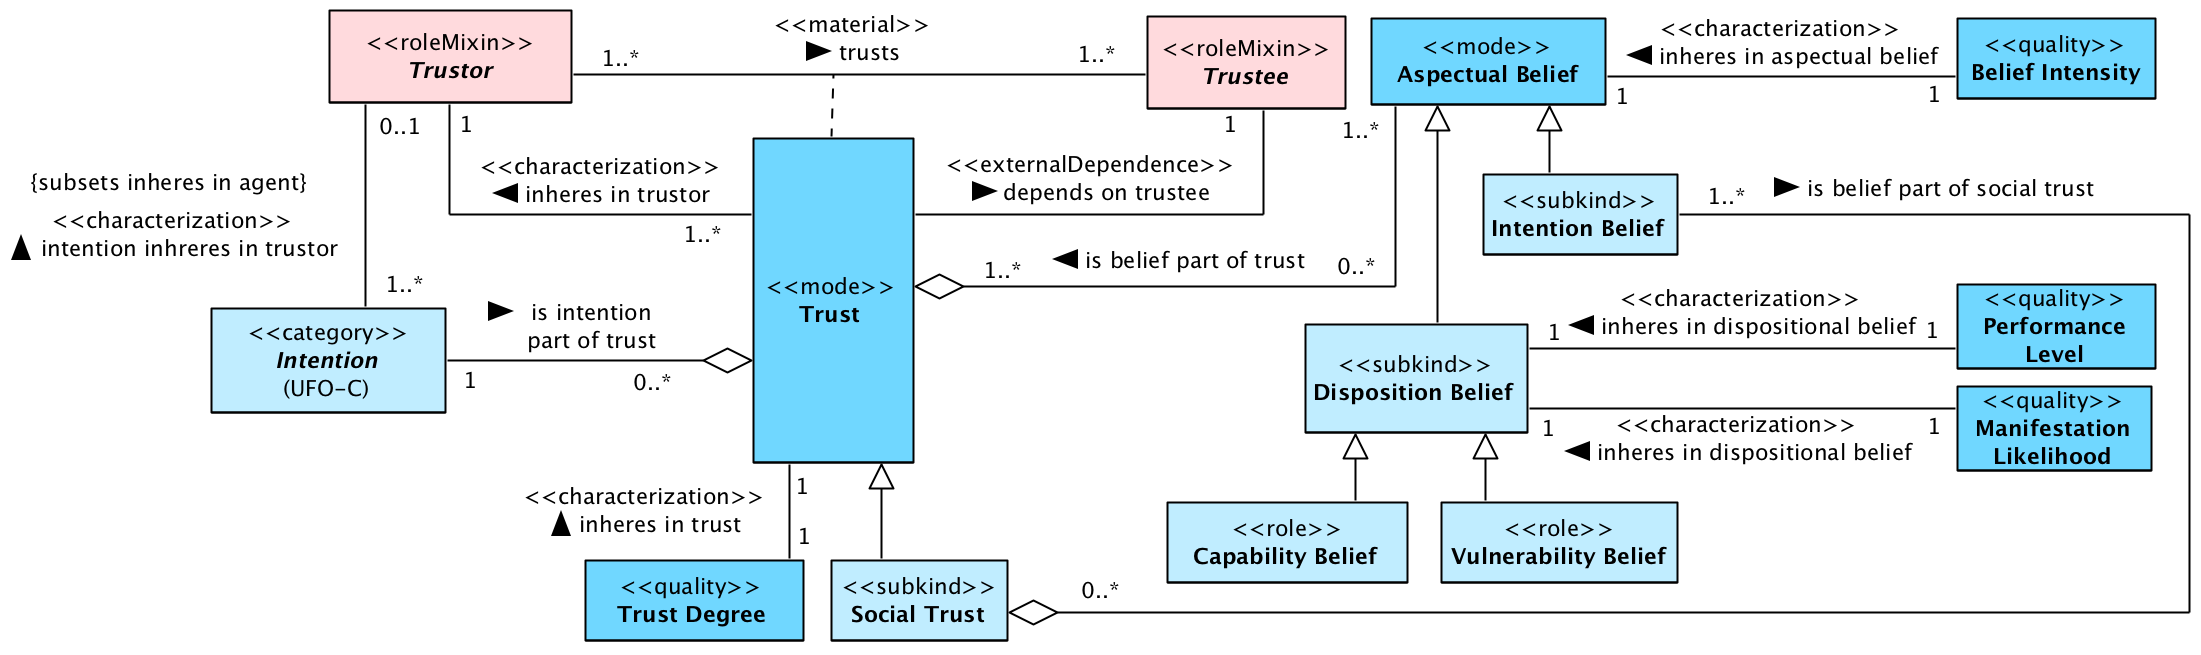 <<roleMixin>>
Trustor
1..*
<<material>>
► trusts
1..*
<<roleMixin>>
Trustee
<<mode>>
Aspectual Belief
<<characterization>>
◄ inheres in aspectual belief
1
1
<<quality>>
Belief Intensity
0..1
1
1
1..*
{subsets inheres in agent}
<<characterization>>
▲ intention inhreres in trustor
1..*
<<characterization>>
◄ inheres in trustor
1..*
<<externalDependence>>
► depends on trustee
<<subkind>>
Intention Belief
1..*
► is belief part of social trust
<<mode>>
Trust
1..*
◄ is belief part of trust
0..*
<<category>>
Intention
(UFO-C)
► is intention
part of trust
1
0..*
<<subkind>>
Disposition Belief
<<characterization>>
◄ inheres in dispositional belief
1
1
<<quality>>
Performance
Level
<<characterization>>
◄ inheres in dispositional belief
1
1
<<quality>>
Manifestation
Likelihood
<<characterization>>
▲ inheres in trust
1
1
<<role>>
Capability Belief
<<role>>
Vulnerability Belief
<<quality>>
Trust Degree
<<subkind>>
Social Trust
0..*